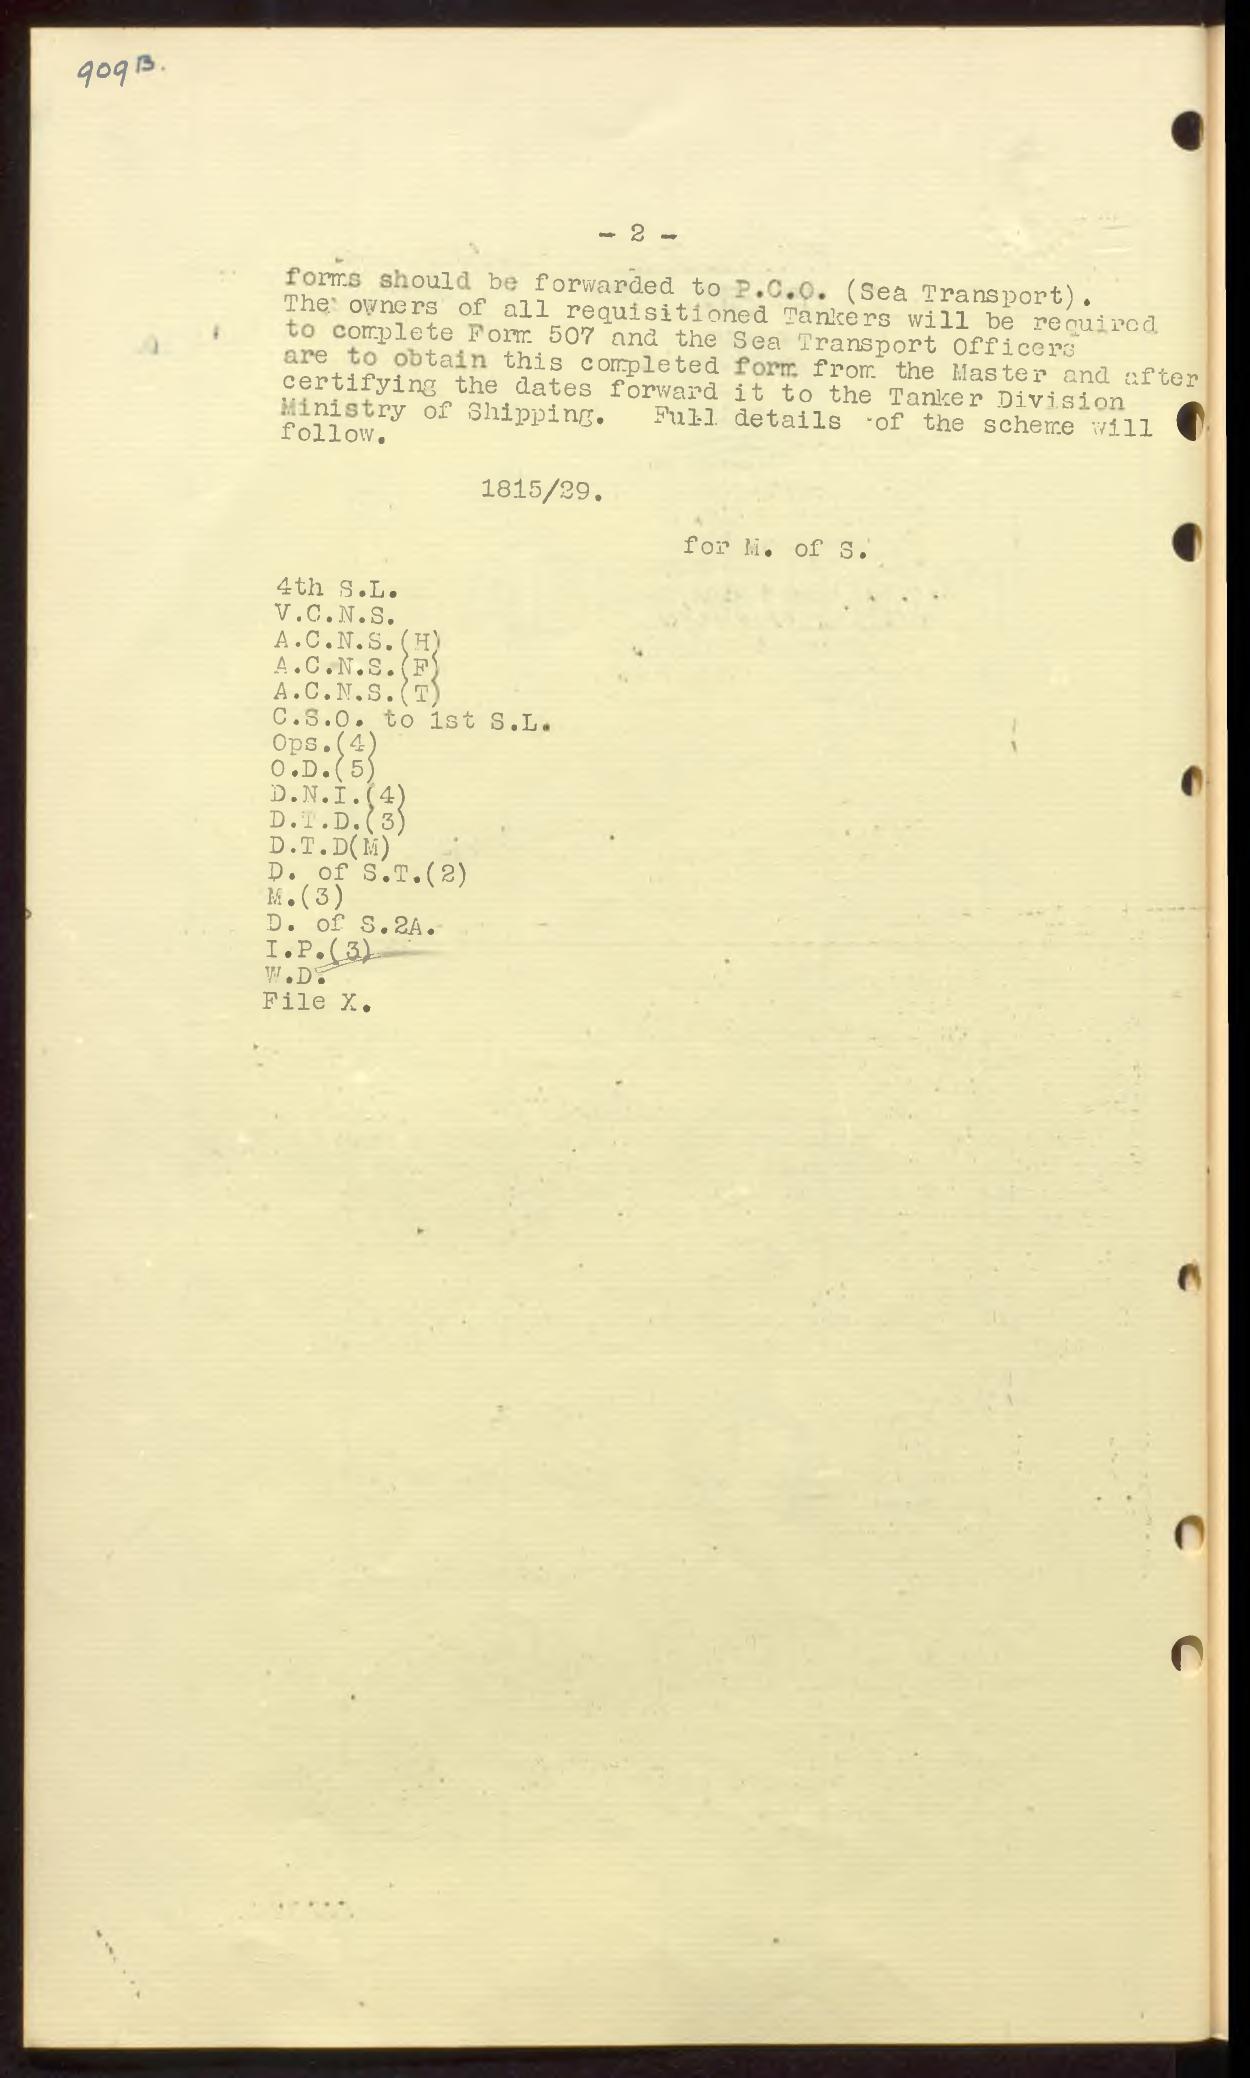 909B.
- 2 -
forms should be forwarded to P.C.O. (Sea Transport).
The owners of all requisitioned Tankers will be required
to complete Form 507 and the Sea Transport Officers
are to obtain this completed form from the Master and after
certifying the dates forward it to the Tanker Division
Ministry of Shipping. Full details of the scheme will
follow.
1815/29.
for M. of S.
4th S.L.
V.C.N.S.
A.C.N.S.(H)
A.C.N.S.(F)
A.C.N.S.(T)
C.S.O. to 1st S.L.
Ops.(4)
O.D.(5)
D.N.I.(4)
D.T.D.(3)
D.T.D(M)
D. of S.T.(2)
M.(3)
D. of S.2A.
I.P.(3)
W.D.
File X.